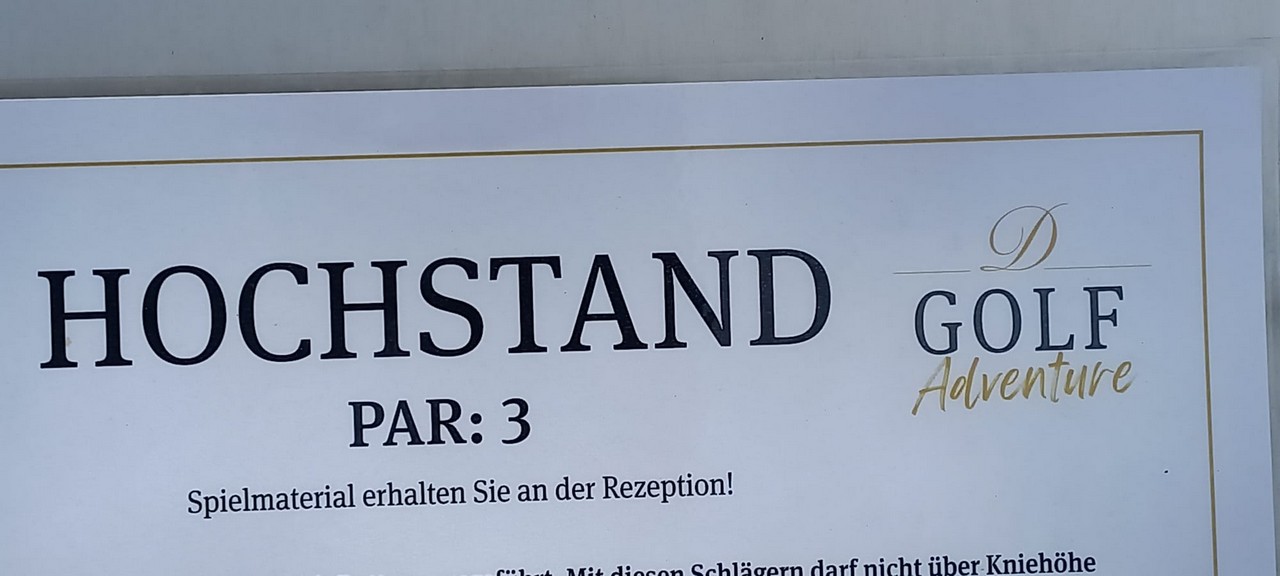 HOCHSTAND
PAR: 3
Spielmaterial erhalten Sie an der Rezeption!
D
GOLF
Adventure
Mit diesen Schlägern darf nicht über Kniehöhe